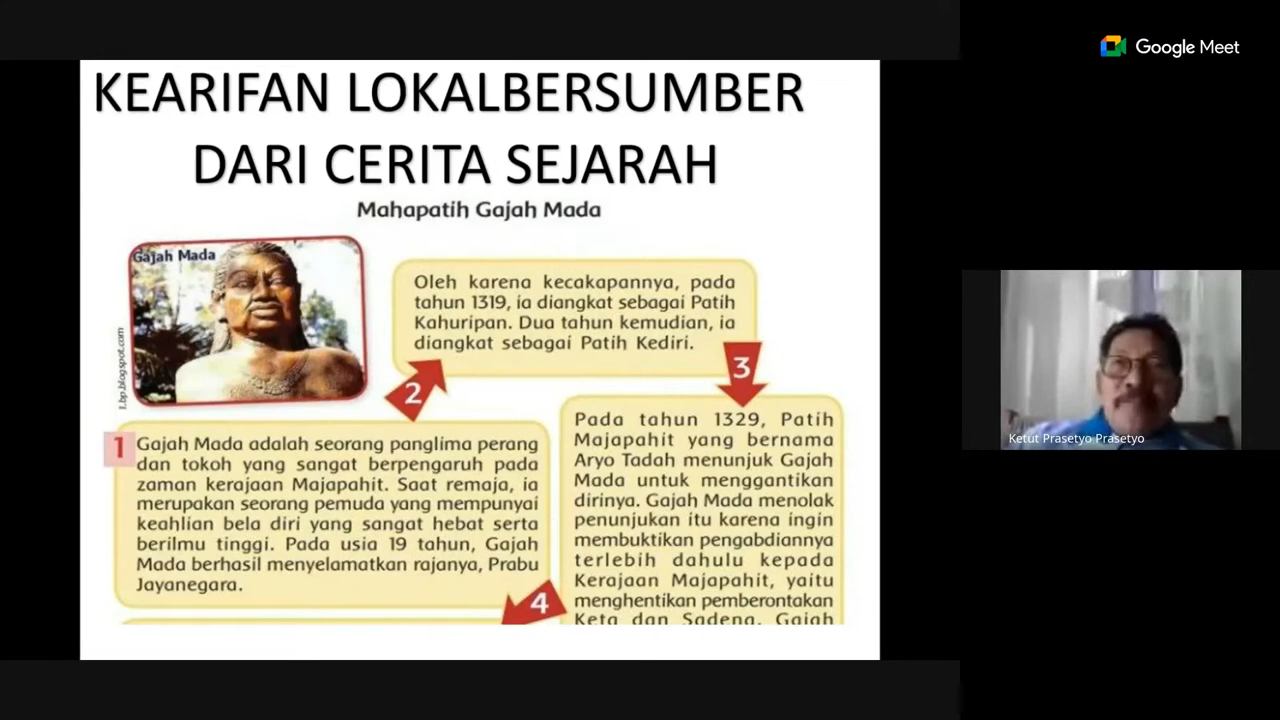 Google Meet
KEARIFAN LOKALBERSUMBER
DARI CERITA SEJARAH
Mahapatih Gajah Mada
Gajah Mada
1.bp.blogspot.com
1
Gajah Mada adalah seorang panglima perang
dan tokoh yang sangat berpengaruh pada
zaman kerajaan Majapahit. Saat remaja, ia
merupakan seorang pemuda yang mempunyai
keahlian bela diri yang sangat hebat serta
berilmu tinggi. Pada usia 19 tahun, Gajah
Mada berhasil menyelamatkan rajanya, Prabu
Jayanegara.
2
Oleh karena kecakapannya, pada
tahun 1319, ia diangkat sebagai Patih
Kahuripan. Dua tahun kemudian, ia
diangkat sebagai Patih Kediri.
3
Pada tahun 1329, Patih
Majapahit yang bernama
Aryo Tadah menunjuk Gajah
Mada untuk menggantikan
dirinya. Gajah Mada menolak
penunjukan itu karena ingin
membuktikan pengabdiannya
terlebih dahulu kepada
Kerajaan Majapahit, yaitu
menghentikan pemberontakan
Keta dan Sadeng. Gajah
4
Ketut Prasetyo Prasetyo